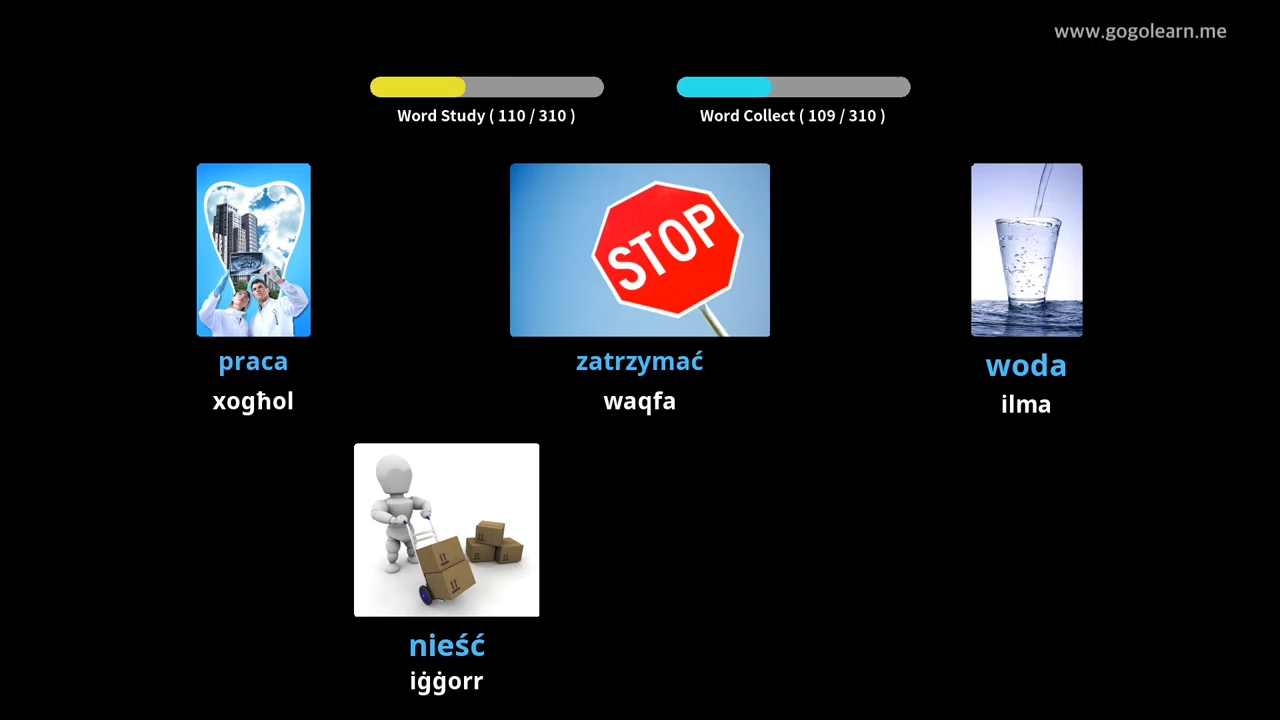 www.gogolearn.me
Word Study ( 110 / 310 )
Word Collect ( 109 / 310 )
STOP
praca
xogħol
zatrzymać
waqfa
woda
ilma
nieść
iġġorr